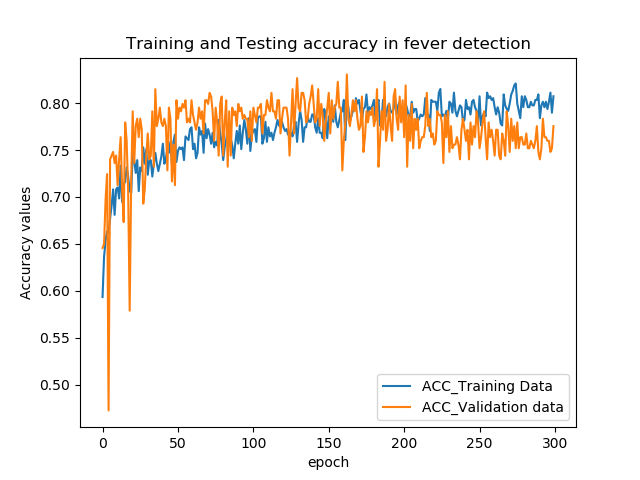 Training and Testing accuracy in fever detection
Accuracy values
0.80
0.75
0.70
0.65
0.60
0.55
0.50
ACC_Training Data
ACC_Validation data
0 50 100 150 200 250 300
epoch